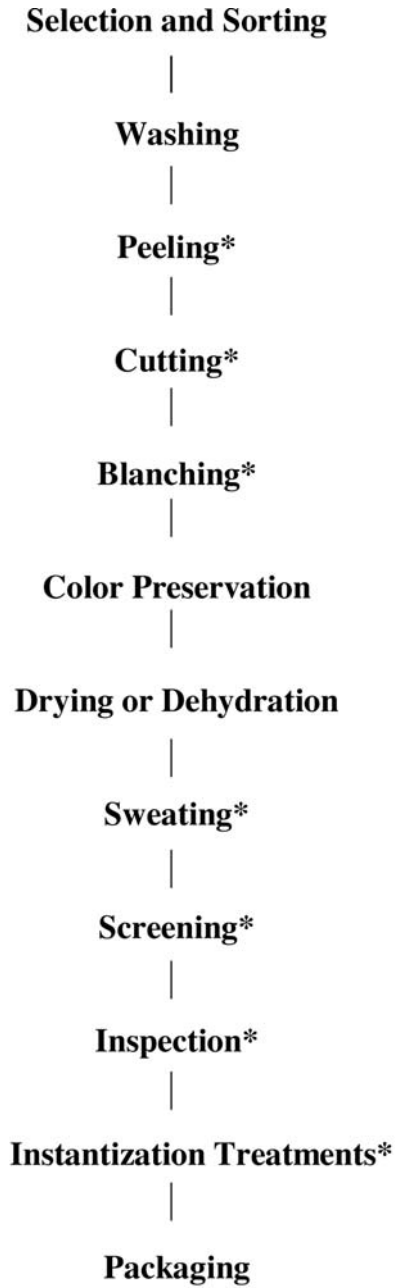 Selection and Sorting
Washing
Peeling*
Cutting*
Blanching*
Color Preservation
Drying or Dehydration
Sweating*
Screening*
Inspection*
Instantization Treatments*
Packaging